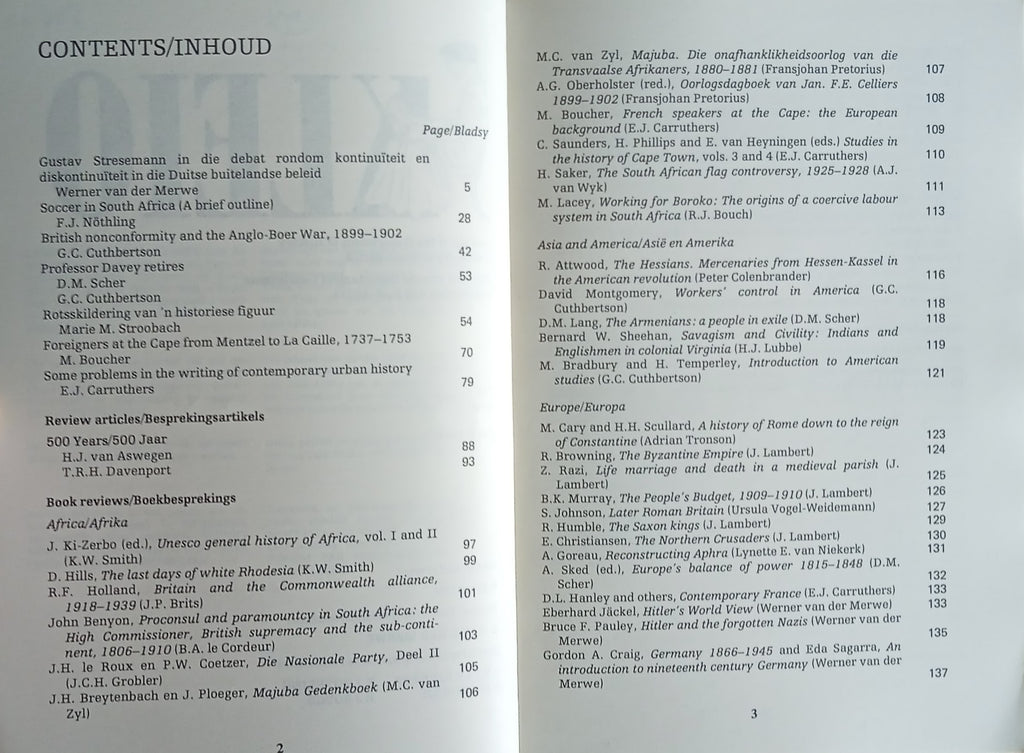 CONTENTS/INHOUD
Page/Bladsy
Gustav Stresemann in die debat rondom kontinuïteit en
diskontinuïteit in die Duitse buitelandse beleid
Werner van der Merwe 5
Soccer in South Africa (A brief outline)
F.J. Nöthling 28
British nonconformity and the Anglo-Boer War, 1899–1902
G.C. Cuthbertson 42
Professor Davey retires 53
D.M. Scher
G.C. Cuthbertson
Rotsskildering van 'n historiese figuur 54
Marie M. Stroobach
Foreigners at the Cape from Mentzel to La Caille, 1737–1753
M. Boucher 70
Some problems in the writing of contemporary urban history
E.J. Carruthers 79
Review articles/Besprekingsartikels
500 Years/500 Jaar
H.J. van Aswegen 88
T.R.H. Davenport 93
Book reviews/Boekbesprekings
Africa/Afrika
J. Ki-Zerbo (ed.), Unesco general history of Africa, vol. I and II
(K.W. Smith) 97
D. Hills, The last days of white Rhodesia (K.W. Smith) 99
R.F. Holland, Britain and the Commonwealth alliance,
1918–1939 (J.P. Brits) 101
John Benyon, Proconsul and paramountcy in South Africa: the
High Commissioner, British supremacy and the sub-conti-
nent, 1806–1910 (B.A. le Cordeur) 103
J.H. le Roux en P.W. Coetzer, Die Nasionale Party, Deel II
(J.C.H. Grobler) 105
J.H. Breytenbach en J. Ploeger, Majuba Gedenkboek (M.C. van
Zyl) 106
2
M.C. van Zyl, Majuba. Die onafhanklikheidsoorlog van die
Transvaalse Afrikaners, 1880–1881 (Fransjohan Pretorius) 107
A.G. Oberholster (red.), Oorlogsdagboek van Jan. F.E. Celliers
1899–1902 (Fransjohan Pretorius) 108
M. Boucher, French speakers at the Cape: the European
background (E.J. Carruthers) 109
C. Saunders, H. Phillips and E. van Heyningen (eds.) Studies in
the history of Cape Town, vols. 3 and 4 (E.J. Carruthers) 110
H. Saker, The South African flag controversy, 1925–1928 (A.J.
van Wyk) 111
M. Lacey, Working for Boroko: The origins of a coercive labour
system in South Africa (R.J. Bouch) 113
Asia and America/Asië en Amerika
R. Attwood, The Hessians. Mercenaries from Hessen-Kassel in
the American revolution (Peter Colenbrander) 116
David Montgomery, Workers' control in America (G.C.
Cuthbertson) 118
D.M. Lang, The Armenians: a people in exile (D.M. Scher) 118
Bernard W. Sheehan, Savagism and Civility: Indians and
Englishmen in colonial Virginia (H.J. Lubbe) 119
M. Bradbury and H. Temperley, Introduction to American
studies (G.C. Cuthbertson) 121
Europe/Europa
M. Cary and H.H. Scullard, A history of Rome down to the reign
of Constantine (Adrian Tronson) 123
R. Browning, The Byzantine Empire (J. Lambert) 124
Z. Razi, Life marriage and death in a medieval parish (J.
Lambert) 125
B.K. Murray, The People's Budget, 1909–1910 (J. Lambert) 126
S. Johnson, Later Roman Britain (Ursula Vogel-Weidemann) 127
R. Humble, The Saxon kings (J. Lambert) 129
E. Christiansen, The Northern Crusaders (J. Lambert) 130
A. Goreau, Reconstructing Aphra (Lynette E. van Niekerk) 131
A. Sked (ed.), Europe's balance of power 1815–1848 (D.M.
Scher) 132
D.L. Hanley and others, Contemporary France (E.J. Carruthers) 133
Eberhard Jäckel, Hitler's World View (Werner van der Merwe) 133
Bruce F. Pauley, Hitler and the forgotten Nazis (Werner van der
Merwe) 135
Gordon A. Craig, Germany 1866–1945 and Eda Sagarra, An
introduction to nineteenth century Germany (Werner van der
Merwe) 137
3